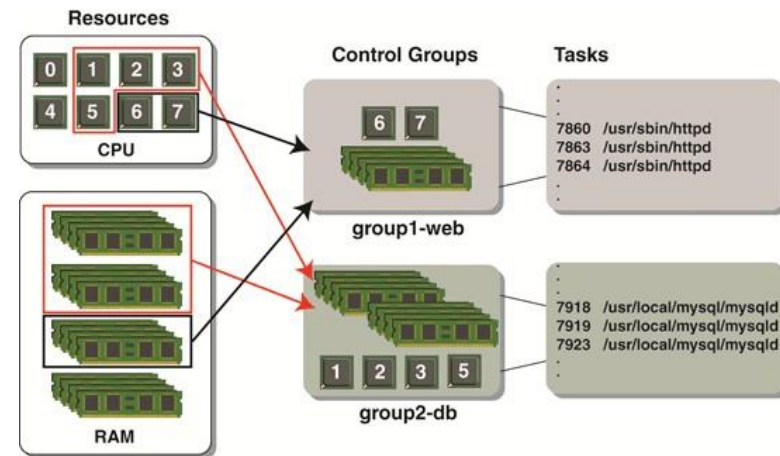 Resources
0 1 2 3
4 5 6 7
CPU
RAM
Control Groups
6 7
group1-web
1 2 3 5
group2-db
Tasks
.
.
.
7860 /usr/sbin/httpd
7863 /usr/sbin/httpd
7864 /usr/sbin/httpd
.
.
.
.
7918 /usr/local/mysql/mysqld
7919 /usr/local/mysql/mysqld
7923 /usr/local/mysql/mysqld
.
.